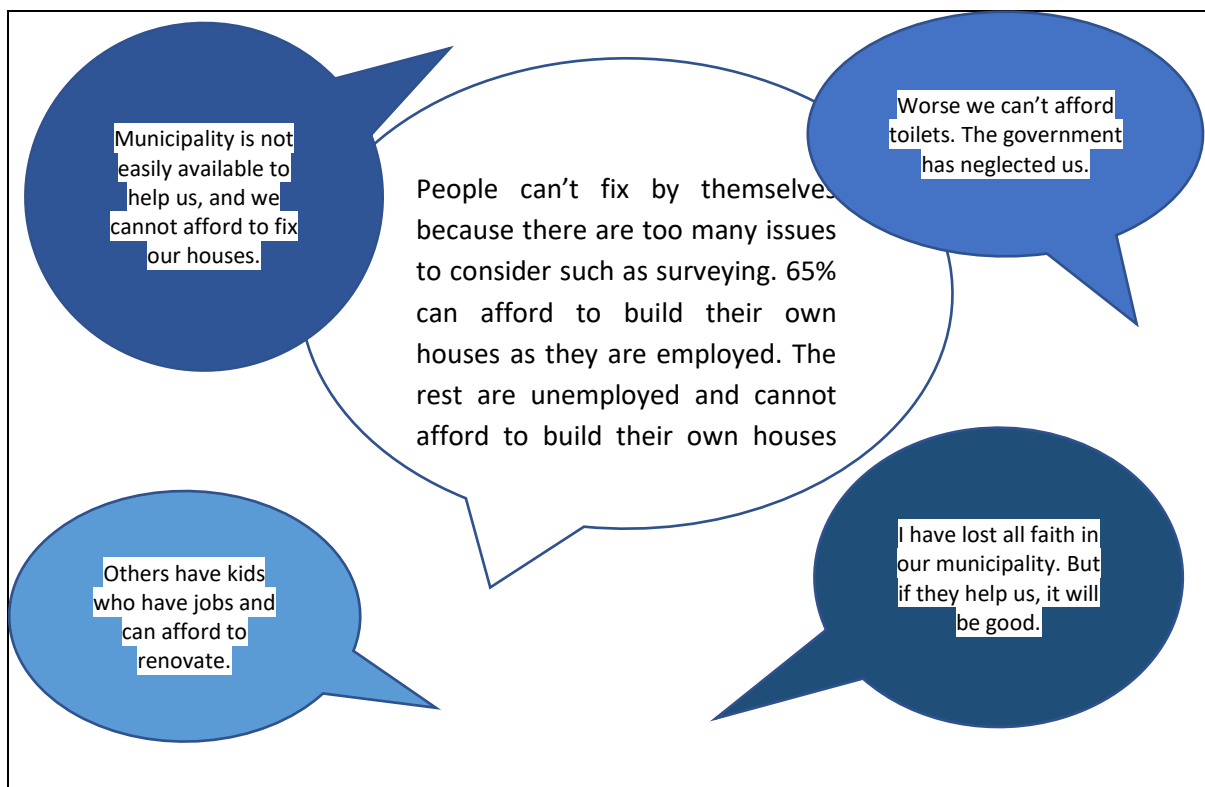 Municipality is not
easily available to
help us, and we
cannot afford to fix
our houses.
Worse we can’t afford
toilets. The government
has neglected us.
People can’t fix by themselves
because there are too many issues
to consider such as surveying. 65%
can afford to build their own
houses as they are employed. The
rest are unemployed and cannot
afford to build their own houses
Others have kids
who have jobs and
can afford to
renovate.
I have lost all faith in
our municipality. But
if they help us, it will
be good.